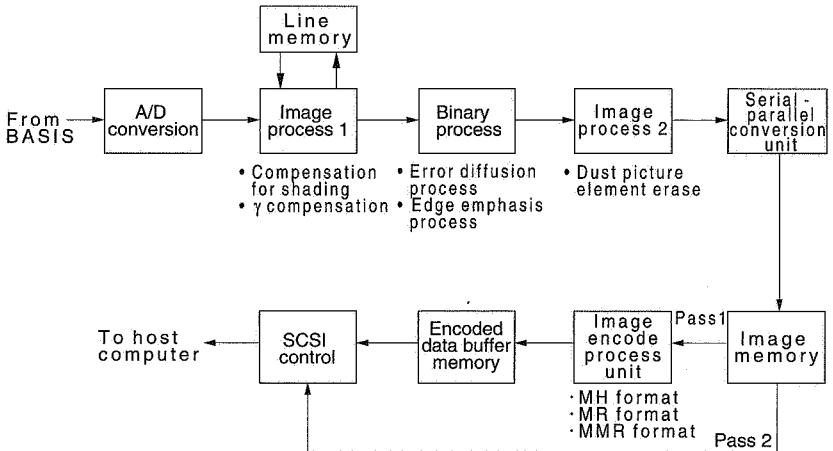 Line
memory
From
BASIS
A/D
conversion
Image
process 1
Binary
process
Image
process 2
Serial -
parallel
conversion
unit
• Compensation
for shading
• γ compensation
• Error diffusion
process
• Edge emphasis
process
• Dust picture
element erase
To host
computer
SCSI
control
Encoded
data buffer
memory
Image
encode
process
unit
Pass1
Image
memory
· MH format
· MR format
· MMR format
Pass 2